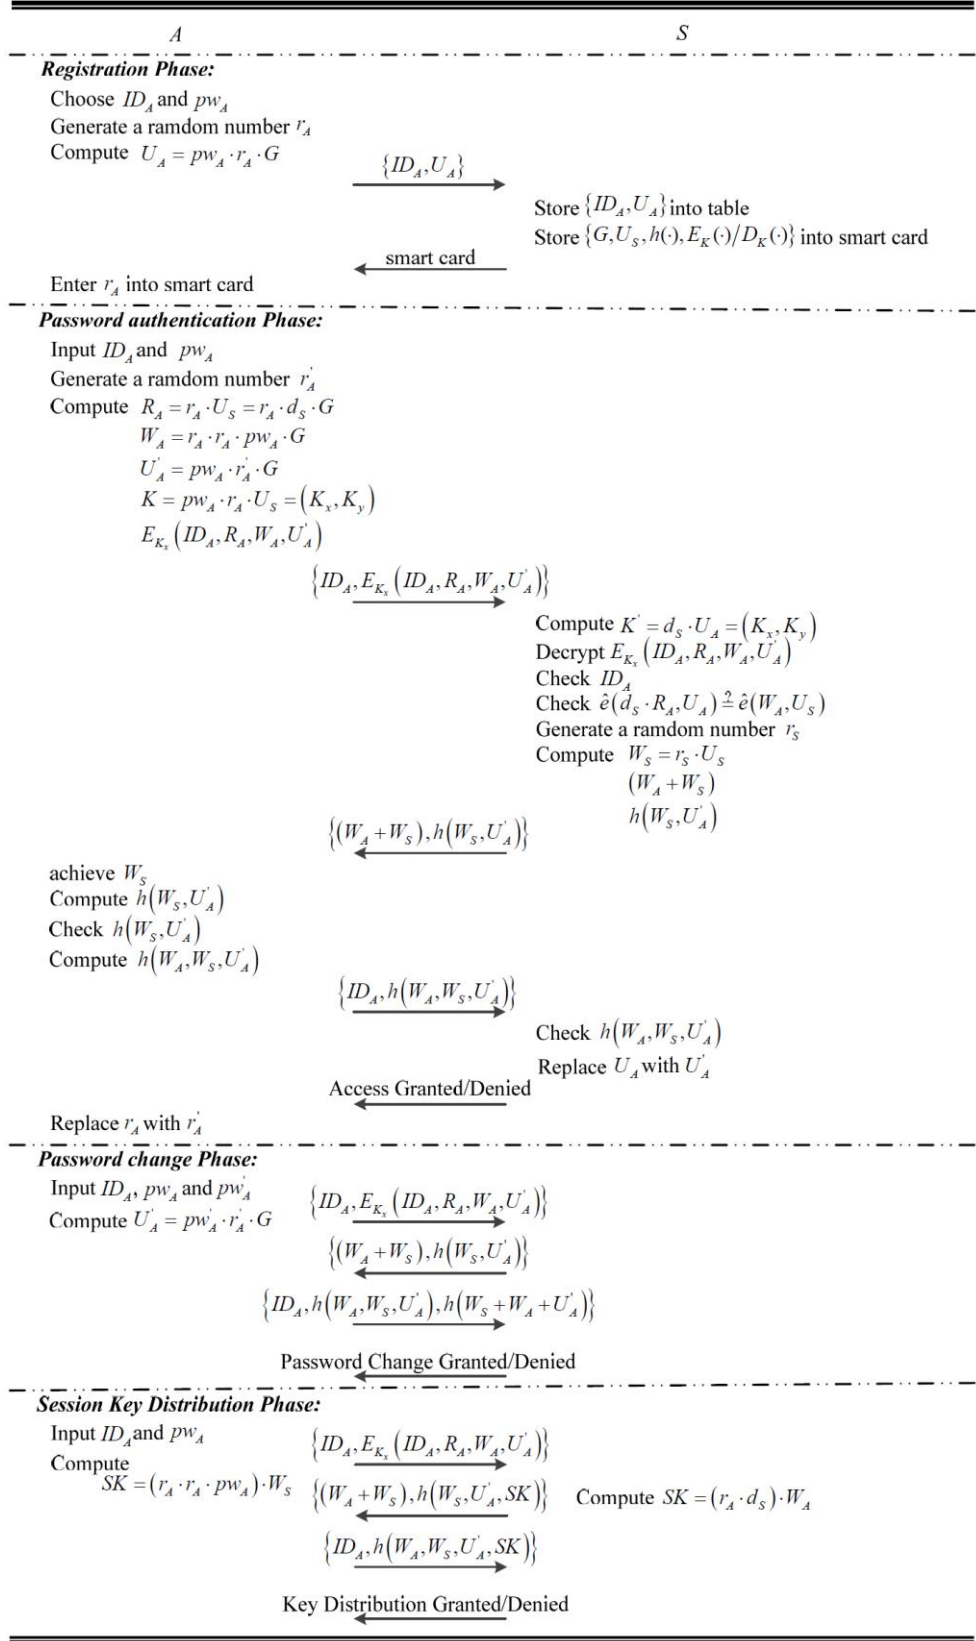 A S
Registration Phase:
Choose ID_A and pw_A
Generate a ramdom number r_A
Compute U_A = pw_A · r_A · G
{ID_A, U_A}
Store {ID_A, U_A} into table
Store {G, U_S, h(·), E_K(·)/D_K(·)} into smart card
smart card
Enter r_A into smart card
Password authentication Phase:
Input ID_A and pw_A
Generate a ramdom number r'_A
Compute R_A = r_A · U_S = r_A · d_S · G
W_A = r_A · r_A · pw_A · G
U'_A = pw_A · r'_A · G
K = pw_A · r_A · U_S = (K_x, K_y)
E_{K_x}(ID_A, R_A, W_A, U'_A)
{ID_A, E_{K_x}(ID_A, R_A, W_A, U'_A)}
Compute K' = d_S · U_A = (K_x, K_y)
Decrypt E_{K_x}(ID_A, R_A, W_A, U'_A)
Check ID_A
Check ê(d_S · R_A, U_A) ≟ ê(W_A, U_S)
Generate a ramdom number r_S
Compute W_S = r_S · U_S
(W_A + W_S)
h(W_S, U'_A)
{(W_A + W_S), h(W_S, U'_A)}
achieve W_S
Compute h(W_S, U'_A)
Check h(W_S, U'_A)
Compute h(W_A, W_S, U'_A)
{ID_A, h(W_A, W_S, U'_A)}
Check h(W_A, W_S, U'_A)
Replace U_A with U'_A
Access Granted/Denied
Replace r_A with r'_A
Password change Phase:
Input ID_A, pw_A and pw'_A
{ID_A, E_{K_x}(ID_A, R_A, W_A, U'_A)}
Compute U'_A = pw'_A · r'_A · G
{(W_A + W_S), h(W_S, U'_A)}
{ID_A, h(W_A, W_S, U'_A), h(W_S + W_A + U'_A)}
Password Change Granted/Denied
Session Key Distribution Phase:
Input ID_A and pw_A
{ID_A, E_{K_x}(ID_A, R_A, W_A, U'_A)}
Compute
SK = (r_A · r_A · pw_A) · W_S
{(W_A + W_S), h(W_S, U'_A, SK)}
Compute SK = (r_A · d_S) · W_A
{ID_A, h(W_A, W_S, U'_A, SK)}
Key Distribution Granted/Denied